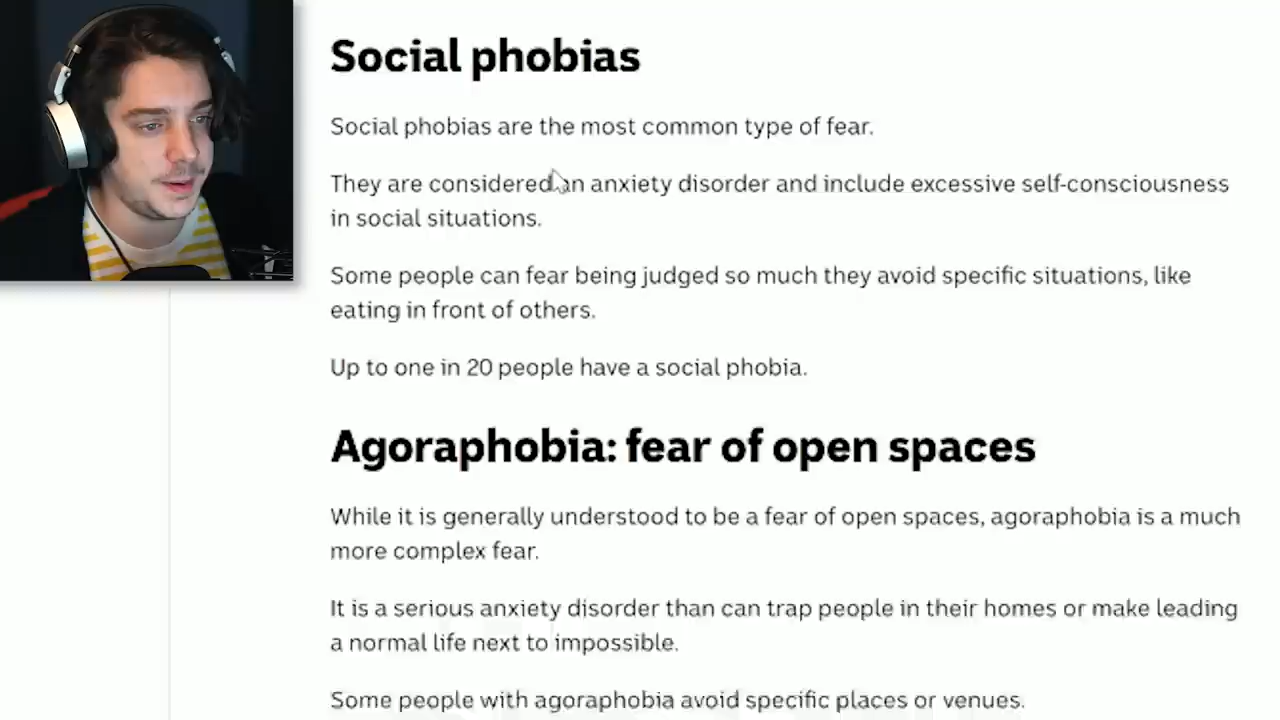 Social phobias
Social phobias are the most common type of fear.
They are considered an anxiety disorder and include excessive self-consciousness
in social situations.
Some people can fear being judged so much they avoid specific situations, like
eating in front of others.
Up to one in 20 people have a social phobia.
Agoraphobia: fear of open spaces
While it is generally understood to be a fear of open spaces, agoraphobia is a much
more complex fear.
It is a serious anxiety disorder than can trap people in their homes or make leading
a normal life next to impossible.
Some people with agoraphobia avoid specific places or venues.